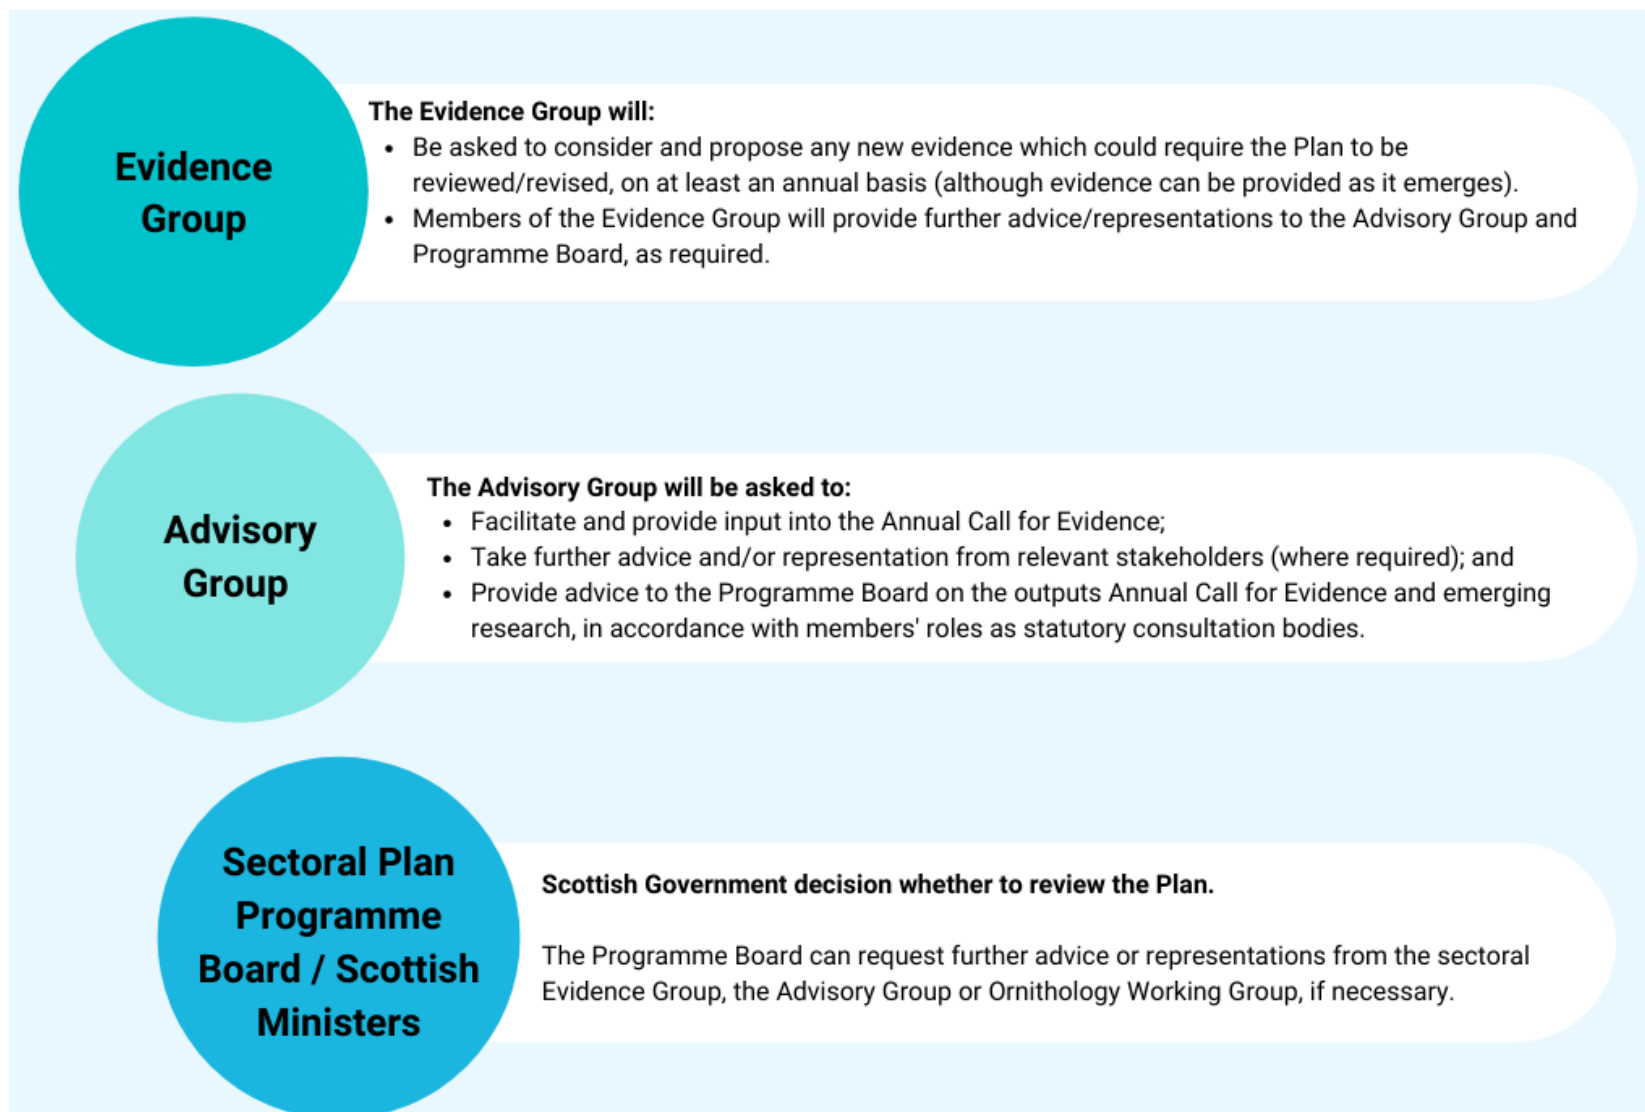 Evidence
Group
The Evidence Group will:
• Be asked to consider and propose any new evidence which could require the Plan to be
reviewed/revised, on at least an annual basis (although evidence can be provided as it emerges).
• Members of the Evidence Group will provide further advice/representations to the Advisory Group and
Programme Board, as required.
Advisory
Group
The Advisory Group will be asked to:
• Facilitate and provide input into the Annual Call for Evidence;
• Take further advice and/or representation from relevant stakeholders (where required); and
• Provide advice to the Programme Board on the outputs Annual Call for Evidence and emerging
research, in accordance with members' roles as statutory consultation bodies.
Sectoral Plan
Programme
Board / Scottish
Ministers
Scottish Government decision whether to review the Plan.
The Programme Board can request further advice or representations from the sectoral
Evidence Group, the Advisory Group or Ornithology Working Group, if necessary.